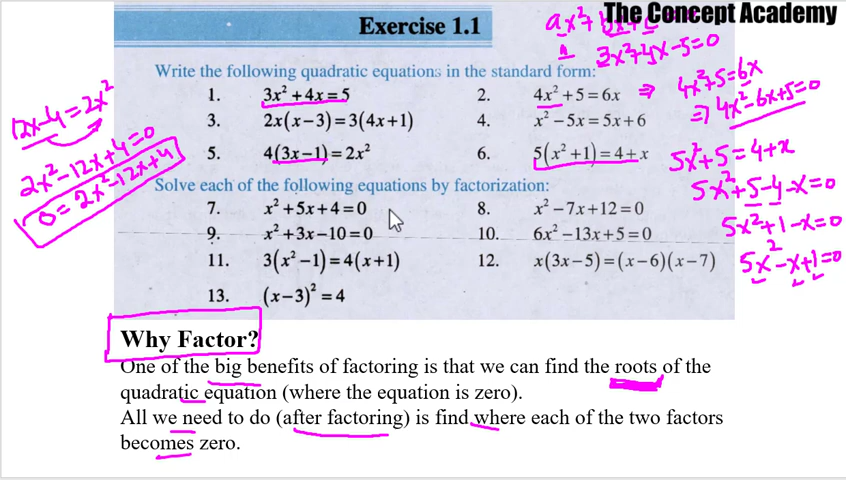 The Concept Academy
Exercise 1.1
ax²+bx+c
3x²+4x-5=0
Write the following quadratic equations in the standard form:
1. 3x²+4x=5
2. 4x²+5=6x
⇒ 4x²+5=6x
⇒ 4x²-6x+5=0
3. 2x(x-3)=3(4x+1)
4. x²-5x=5x+6
5. 4(3x-1)=2x²
6. 5(x²+1)=4+x
12x-4=2x²
2x²-12x+4=0
0=2x²-12x+4
5x²+5=4+x
5x²+5-4-x=0
5x²+1-x=0
5x²-x+1=0
Solve each of the following equations by factorization:
7. x²+5x+4=0
8. x²-7x+12=0
9. x²+3x-10=0
10. 6x²-13x+5=0
11. 3(x²-1)=4(x+1)
12. x(3x-5)=(x-6)(x-7)
13. (x-3)²=4
Why Factor?
One of the big benefits of factoring is that we can find the roots of the
quadratic equation (where the equation is zero).
All we need to do (after factoring) is find where each of the two factors
becomes zero.